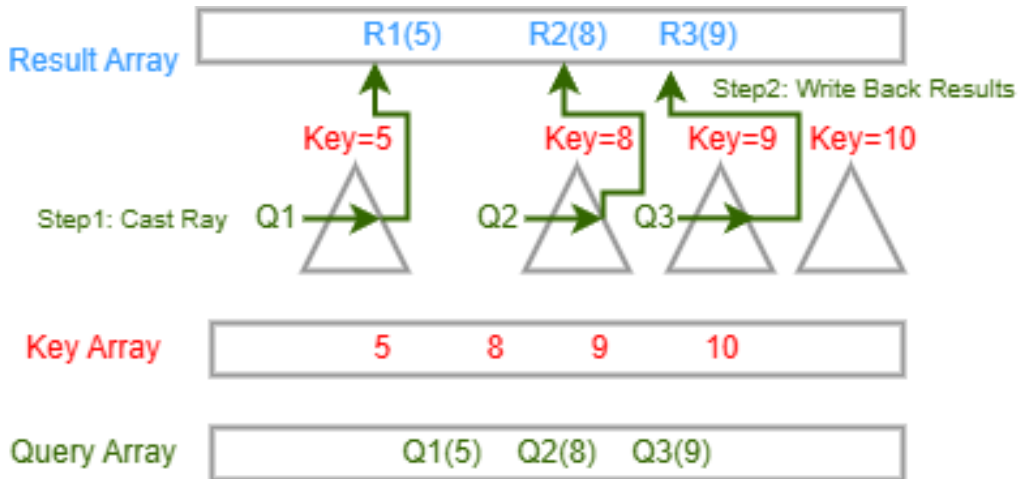 R1(5) R2(8) R3(9)
Result Array
Step2: Write Back Results
Key=5 Key=8 Key=9 Key=10
Step1: Cast Ray Q1 Q2 Q3
Key Array 5 8 9 10
Query Array Q1(5) Q2(8) Q3(9)